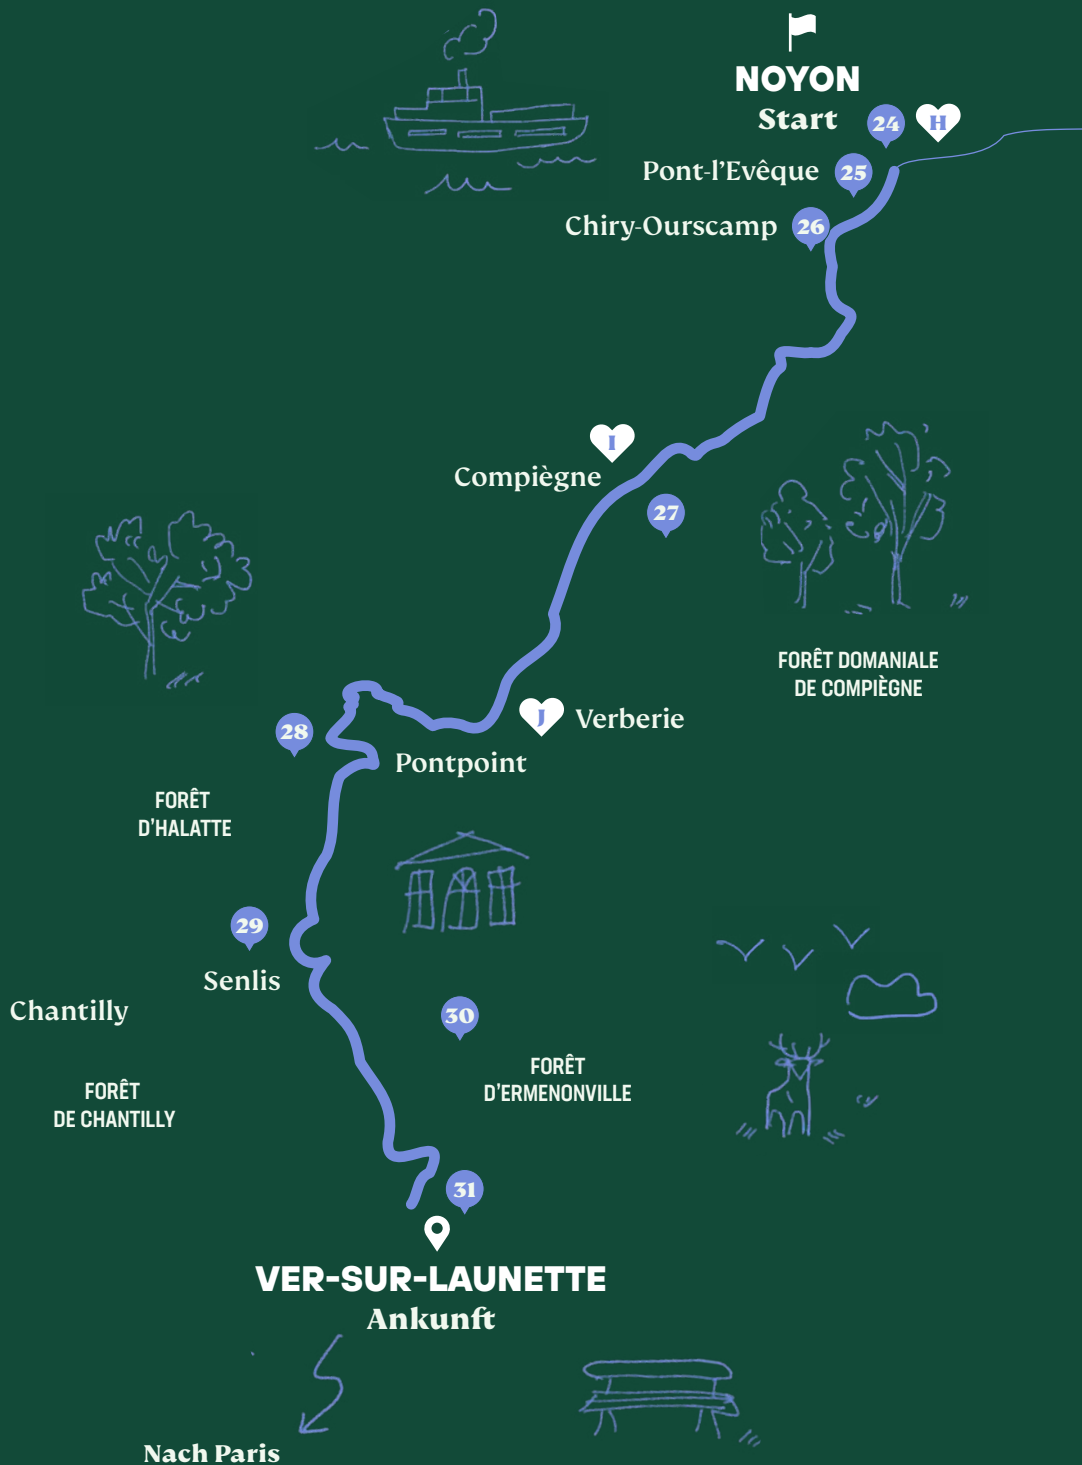 NOYON
Start
24
H
Pont-l'Evêque
25
Chiry-Ourscamp
26
I
Compiègne
27
FORÊT DOMANIALE
DE COMPIÈGNE
J
Verberie
28
Pontpoint
FORÊT
D'HALATTE
29
Senlis
Chantilly
30
FORÊT
D'ERMENONVILLE
FORÊT
DE CHANTILLY
31
VER-SUR-LAUNETTE
Ankunft
Nach Paris